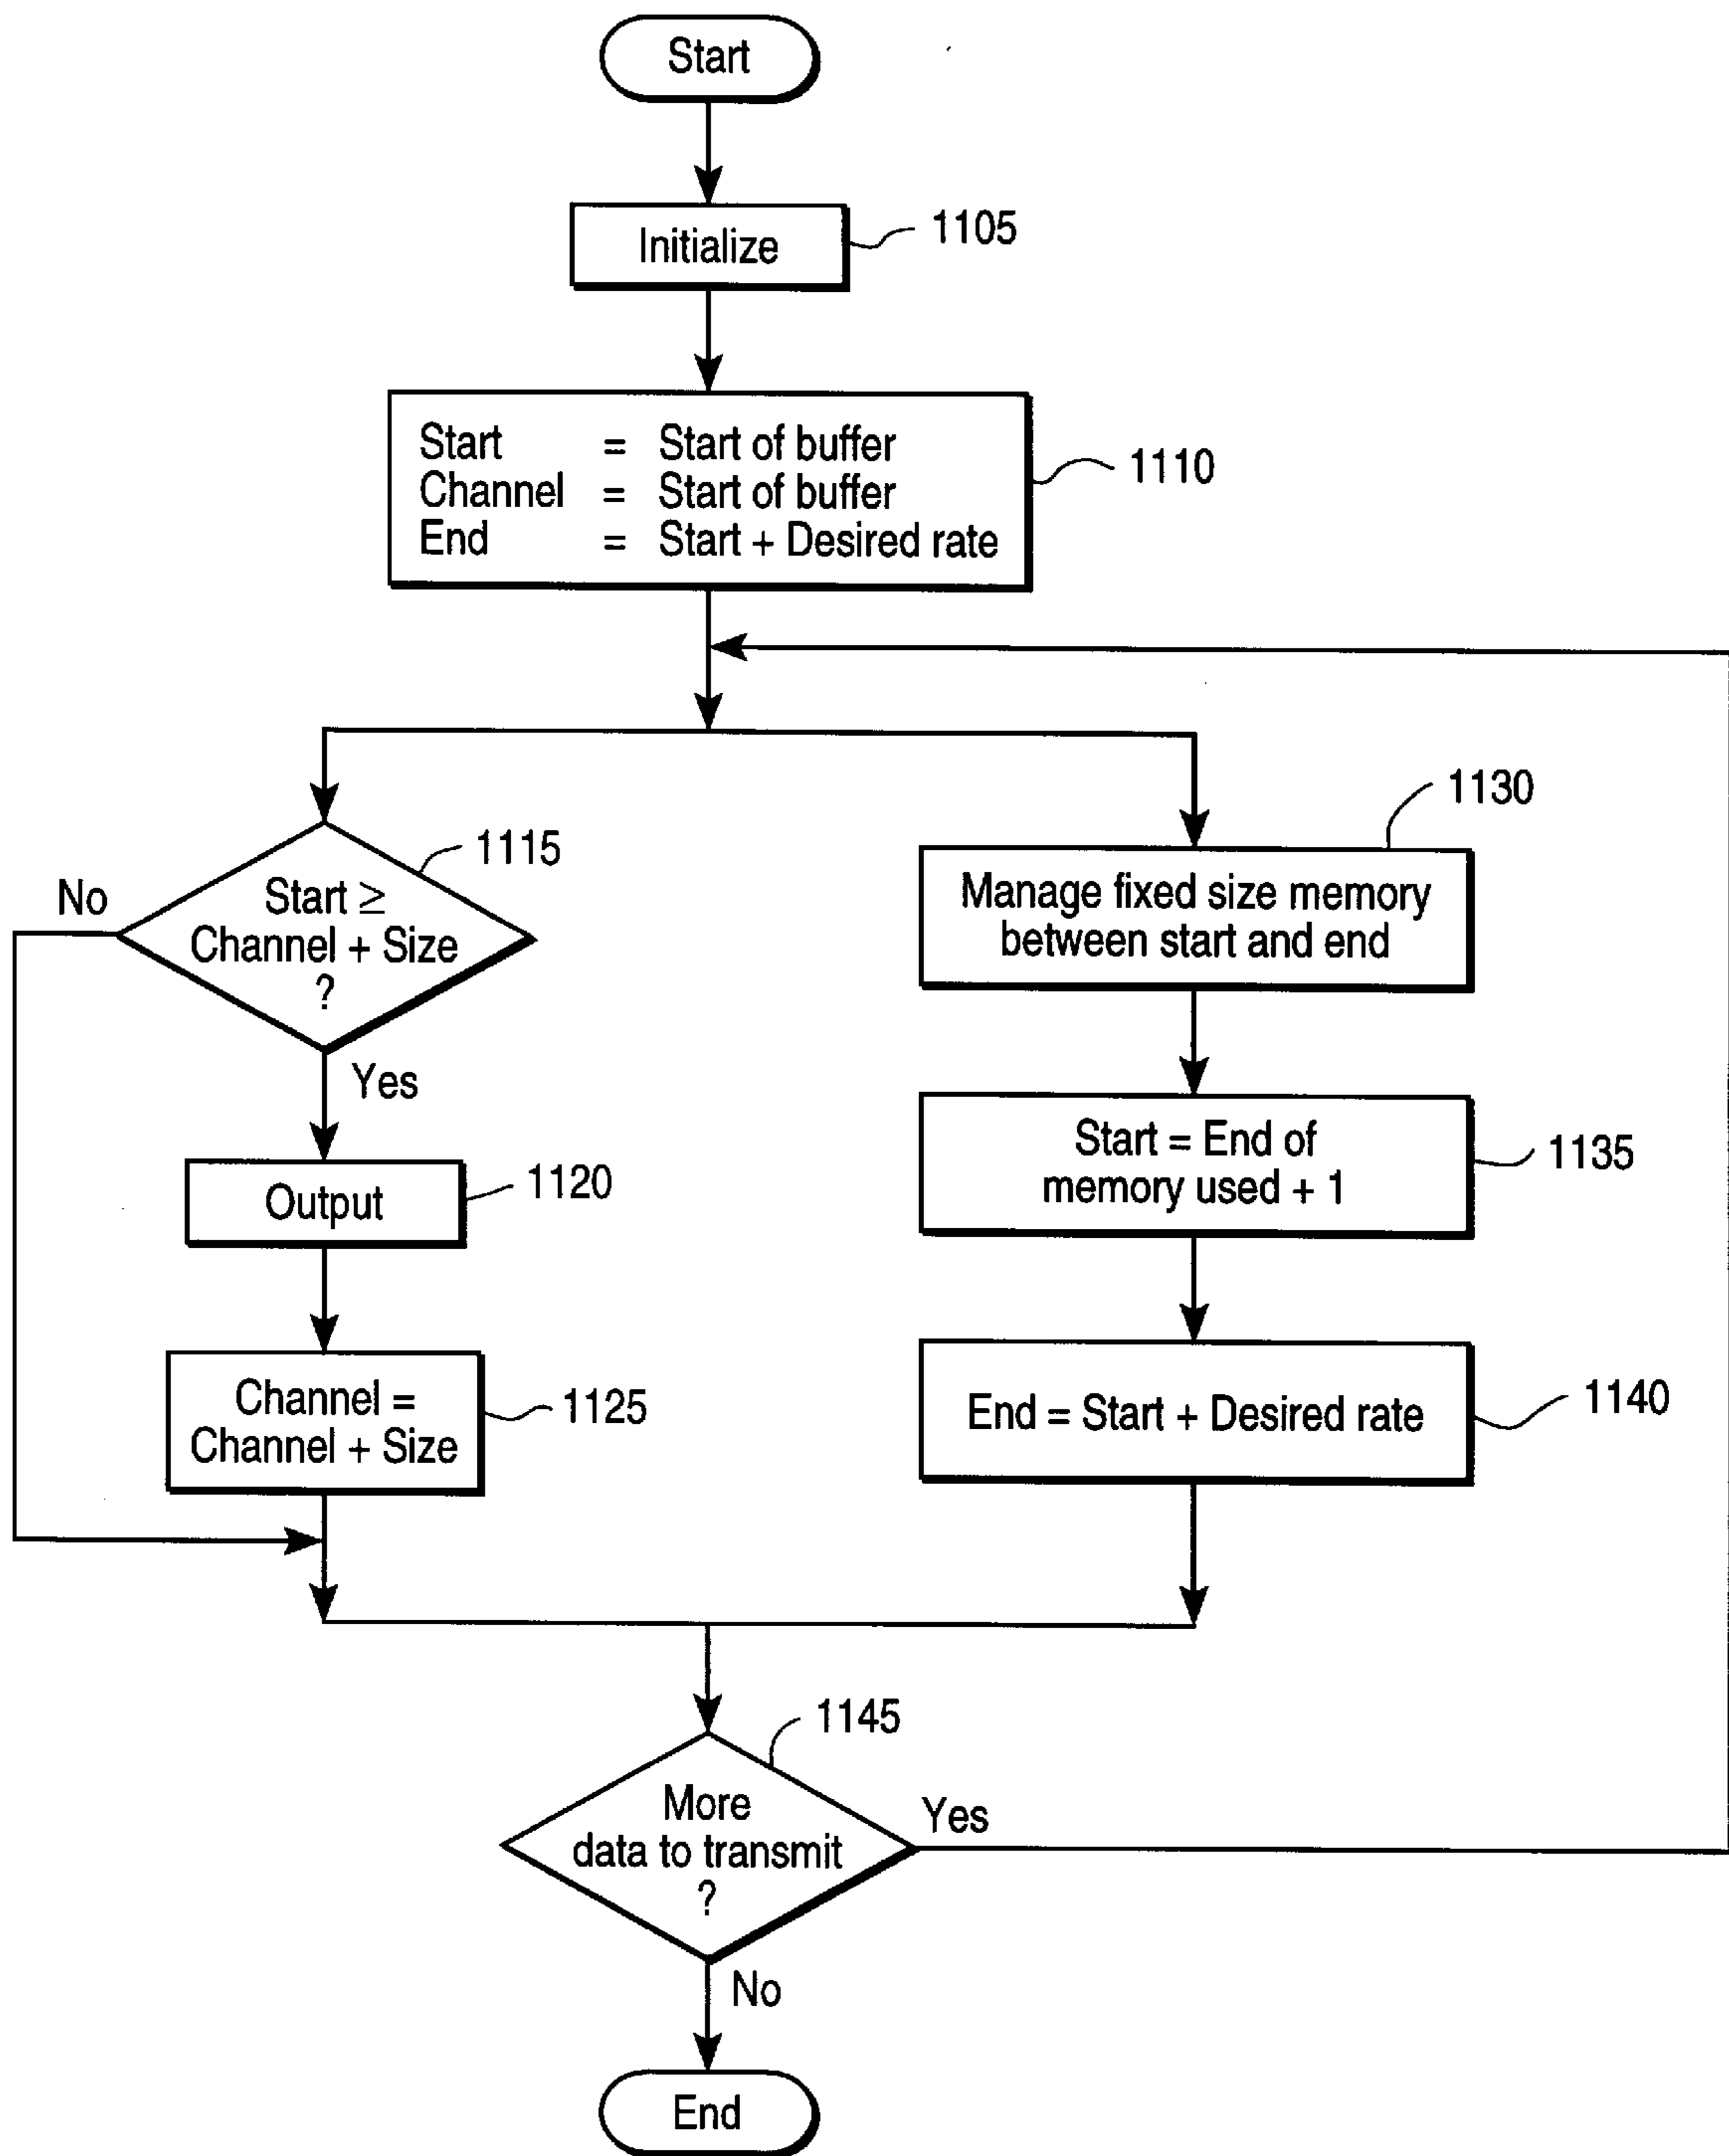 Start
Initialize
1105
Start = Start of buffer
Channel = Start of buffer
End = Start + Desired rate
1110
1115
No
Start ≥
Channel + Size
?
Yes
Output
1120
Channel =
Channel + Size
1125
1130
Manage fixed size memory
between start and end
Start = End of
memory used + 1
1135
End = Start + Desired rate
1140
1145
More
data to transmit
?
Yes
No
End